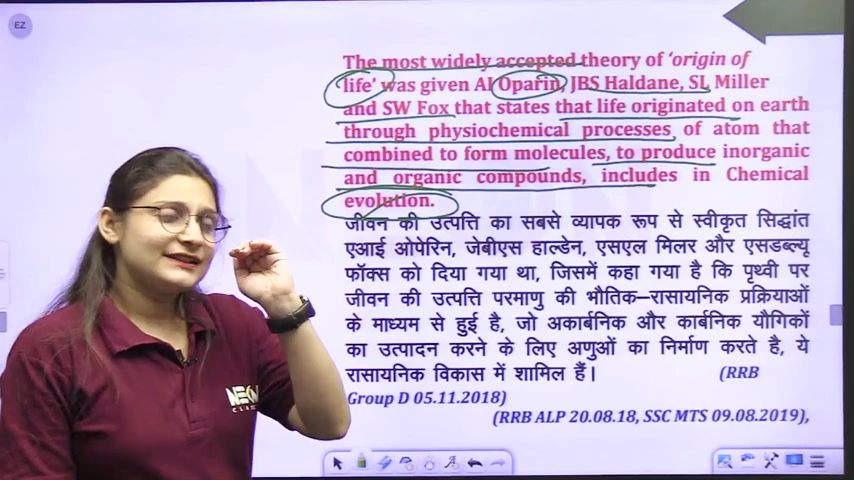 EZ
The most widely accepted theory of ‘origin of
life’ was given AI Oparin, JBS Haldane, SL Miller
and SW Fox that states that life originated on earth
through physiochemical processes of atom that
combined to form molecules, to produce inorganic
and organic compounds, includes in Chemical
evolution.
जीवन की उत्पत्ति का सबसे व्यापक रूप से स्वीकृत सिद्धांत
एआई ओपेरिन, जेबीएस हाल्डेन, एसएल मिलर और एसडब्ल्यू
फॉक्स को दिया गया था, जिसमें कहा गया है कि पृथ्वी पर
जीवन की उत्पत्ति परमाणु की भौतिक–रासायनिक प्रक्रियाओं
के माध्यम से हुई है, जो अकार्बनिक और कार्बनिक यौगिकों
का उत्पादन करने के लिए अणुओं का निर्माण करते है, ये
रासायनिक विकास में शामिल हैं। (RRB
Group D 05.11.2018)
(RRB ALP 20.08.18, SSC MTS 09.08.2019),